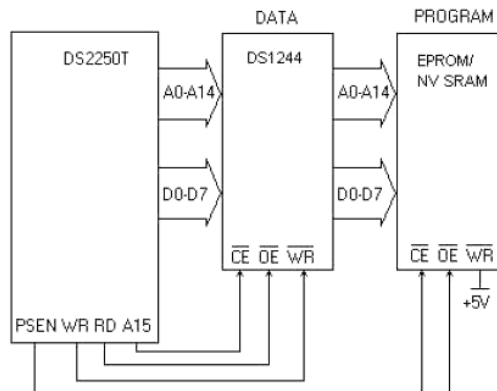 DATA
PROGRAM
DS2250T
DS1244
EPROM/
NV SRAM
A0-A14
A0-A14
D0-D7
D0-D7
CE OE WR
CE OE WR
PSEN WR RD A15
+5V